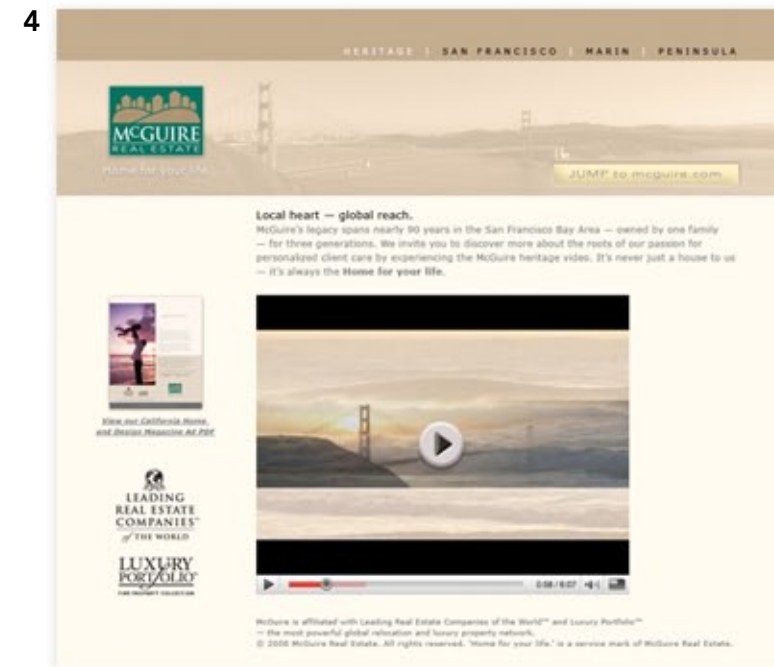 4
HERITAGE | SAN FRANCISCO | MARIN | PENINSULA
McGUIRE
REAL ESTATE
Home for your life.
JUMP to mcguire.com
Local heart — global reach.
McGuire's legacy spans nearly 90 years in the San Francisco Bay Area — owned by one family
— for three generations. We invite you to discover more about the roots of our passion for
personalized client care by experiencing the McGuire heritage video. It's never just a house to us
— it's always the Home for your life.
View our California Home
and Design Magazine Ad PDF
LEADING
REAL ESTATE
COMPANIES™
of THE WORLD
LUXURY
PORTFOLIO
FINE PROPERTY COLLECTION
McGuire is affiliated with Leading Real Estate Companies of the World™ and Luxury Portfolio™
— the most powerful global relocation and luxury property network.
© 2008 McGuire Real Estate. All rights reserved. 'Home for your life.' is a service mark of McGuire Real Estate.